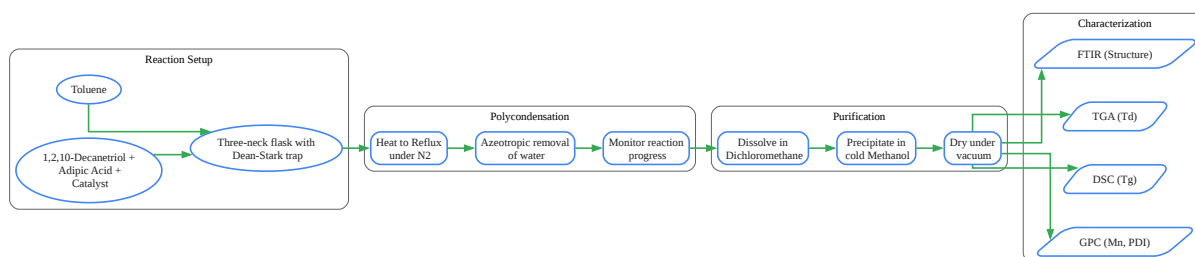 Reaction Setup
Toluene
1,2,10-Decanetriol +
Adipic Acid +
Catalyst
Three-neck flask with
Dean-Stark trap
Polycondensation
Heat to Reflux
under N2
Azeotropic removal
of water
Monitor reaction
progress
Purification
Dissolve in
Dichloromethane
Precipitate in
cold Methanol
Dry under
vacuum
Characterization
FTIR (Structure)
TGA (Td)
DSC (Tg)
GPC (Mn, PDI)